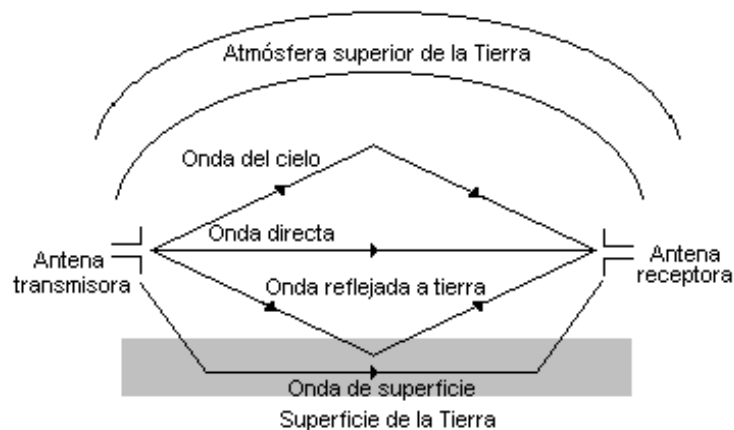 Atmósfera superior de la Tierra
Onda del cielo
Onda directa
Antena
transmisora
Antena
receptora
Onda reflejada a tierra
Onda de superficie
Superficie de la Tierra